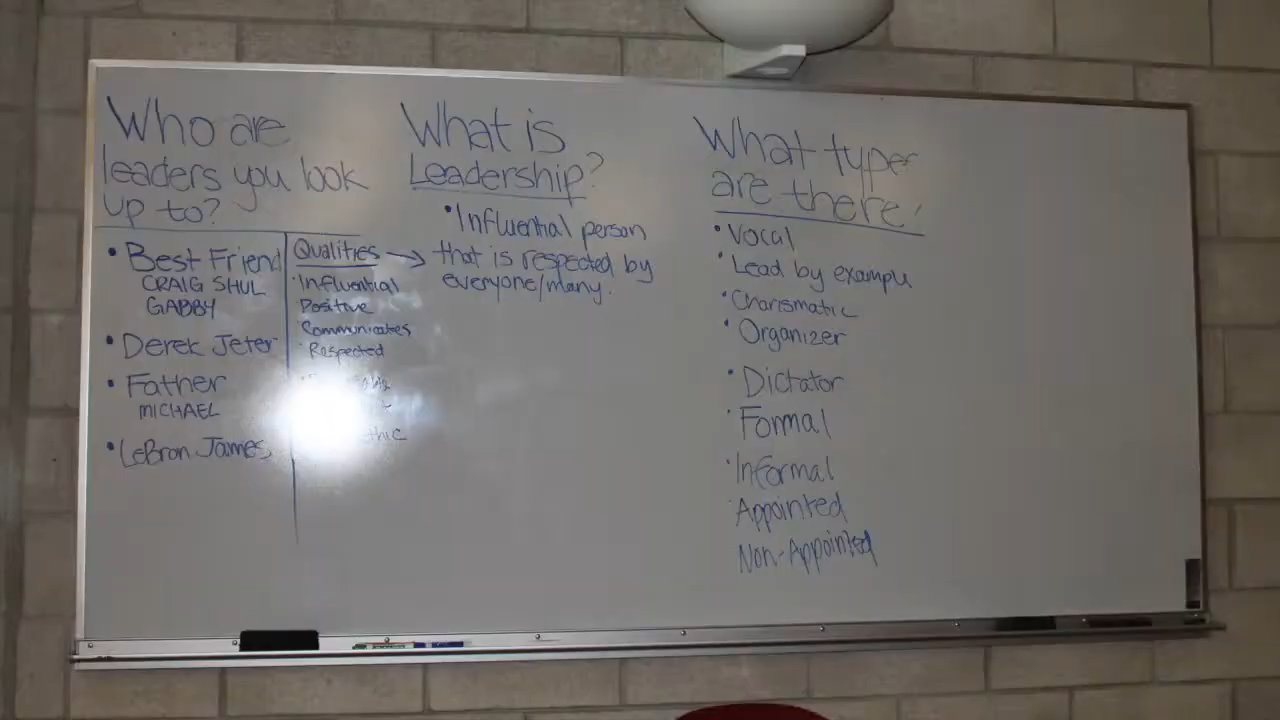 Who are
leaders you look
up to?
• Best Friend
CRAIG SHUL
GABBY
• Derek Jeter
• Father
MICHAEL
• LeBron James
Qualities →
• Influential
Positive
Communicates
• Respected
What is
Leadership?
• Influential person
that is respected by
everyone/many.
What types
are there?
• Vocal
• Lead by example
• Charismatic
• Organizer
• Dictator
• Formal
• Informal
• Appointed
Non-Appointed